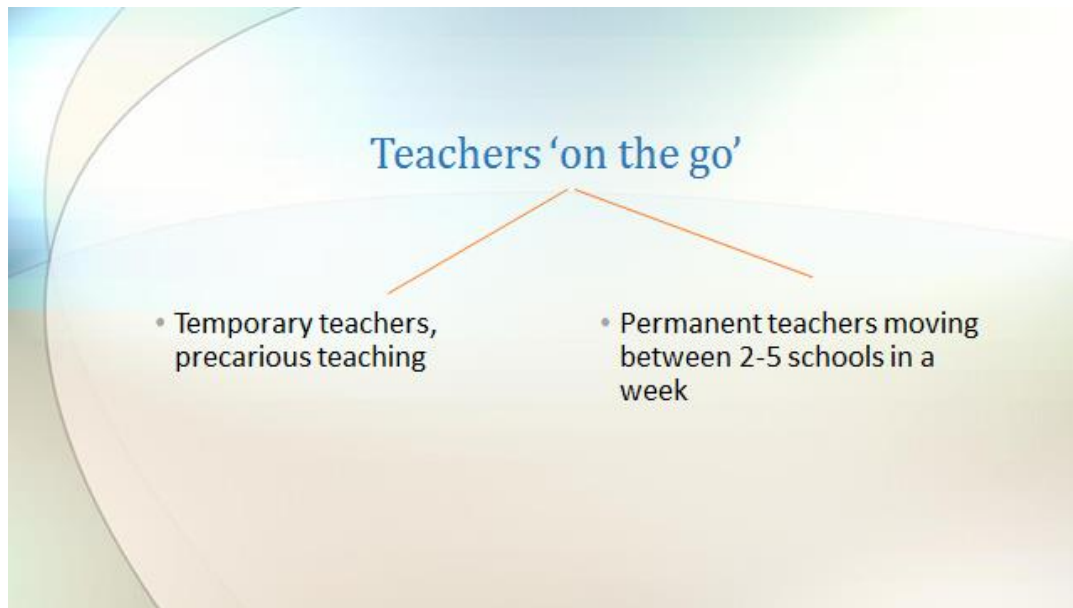 Teachers ‘on the go’
• Temporary teachers,
precarious teaching
• Permanent teachers moving
between 2-5 schools in a
week